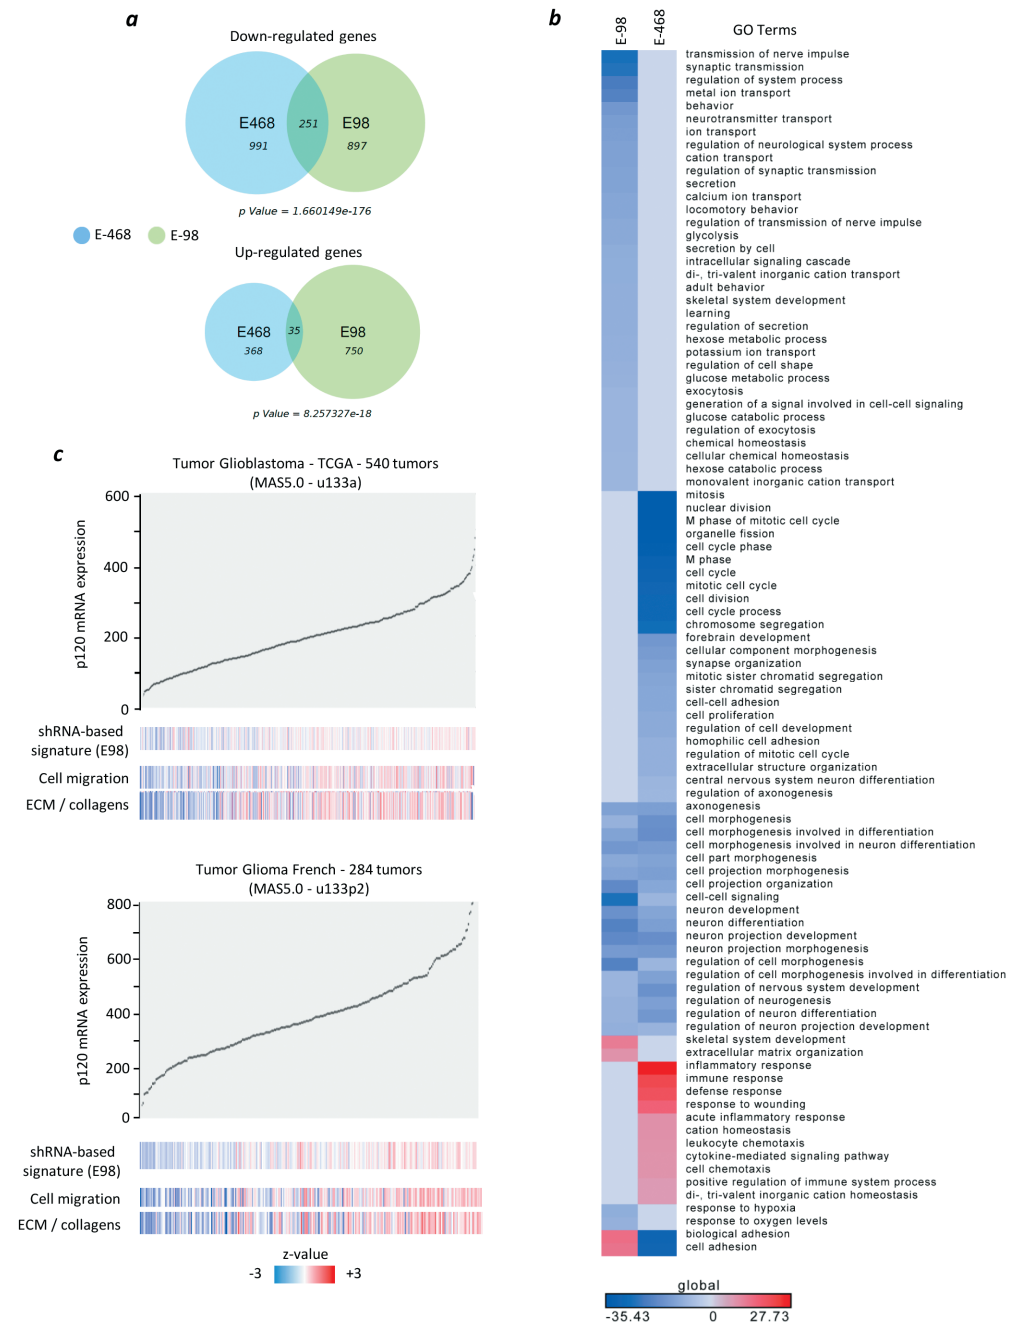 a
Down-regulated genes
E468
251
E98
991
897
p Value = 1.660149e-176
E-468
E-98
Up-regulated genes
E468
35
E98
368
750
p Value = 8.257327e-18
b
E-98
E-468
GO Terms
transmission of nerve impulse
synaptic transmission
regulation of system process
metal ion transport
behavior
neurotransmitter transport
ion transport
regulation of neurological system process
cation transport
regulation of synaptic transmission
secretion
calcium ion transport
locomotory behavior
regulation of transmission of nerve impulse
glycolysis
secretion by cell
intracellular signaling cascade
di-, tri-valent inorganic cation transport
adult behavior
skeletal system development
learning
regulation of secretion
hexose metabolic process
potassium ion transport
regulation of cell shape
glucose metabolic process
exocytosis
generation of a signal involved in cell-cell signaling
glucose catabolic process
regulation of exocytosis
chemical homeostasis
cellular chemical homeostasis
hexose catabolic process
monovalent inorganic cation transport
mitosis
nuclear division
M phase of mitotic cell cycle
organelle fission
cell cycle phase
M phase
cell cycle
mitotic cell cycle
cell division
cell cycle process
chromosome segregation
forebrain development
cellular component morphogenesis
synapse organization
mitotic sister chromatid segregation
sister chromatid segregation
cell-cell adhesion
cell proliferation
regulation of cell development
homophilic cell adhesion
regulation of mitotic cell cycle
extracellular structure organization
central nervous system neuron differentiation
regulation of axonogenesis
axonogenesis
cell morphogenesis
cell morphogenesis involved in differentiation
cell morphogenesis involved in neuron differentiation
cell part morphogenesis
cell projection morphogenesis
cell projection organization
cell-cell signaling
neuron development
neuron differentiation
neuron projection development
neuron projection morphogenesis
regulation of cell morphogenesis
regulation of cell morphogenesis involved in differentiation
regulation of nervous system development
regulation of neurogenesis
regulation of neuron differentiation
regulation of neuron projection development
skeletal system development
extracellular matrix organization
inflammatory response
immune response
defense response
response to wounding
acute inflammatory response
cation homeostasis
leukocyte chemotaxis
cytokine-mediated signaling pathway
cell chemotaxis
positive regulation of immune system process
di-, tri-valent inorganic cation homeostasis
response to hypoxia
response to oxygen levels
biological adhesion
cell adhesion
global
-35.43
0
27.73
c
Tumor Glioblastoma - TCGA - 540 tumors
(MAS5.0 - u133a)
p120 mRNA expression
600
400
200
0
shRNA-based
signature (E98)
Cell migration
ECM / collagens
Tumor Glioma French - 284 tumors
(MAS5.0 - u133p2)
p120 mRNA expression
800
600
400
200
0
shRNA-based
signature (E98)
Cell migration
ECM / collagens
z-value
-3
+3